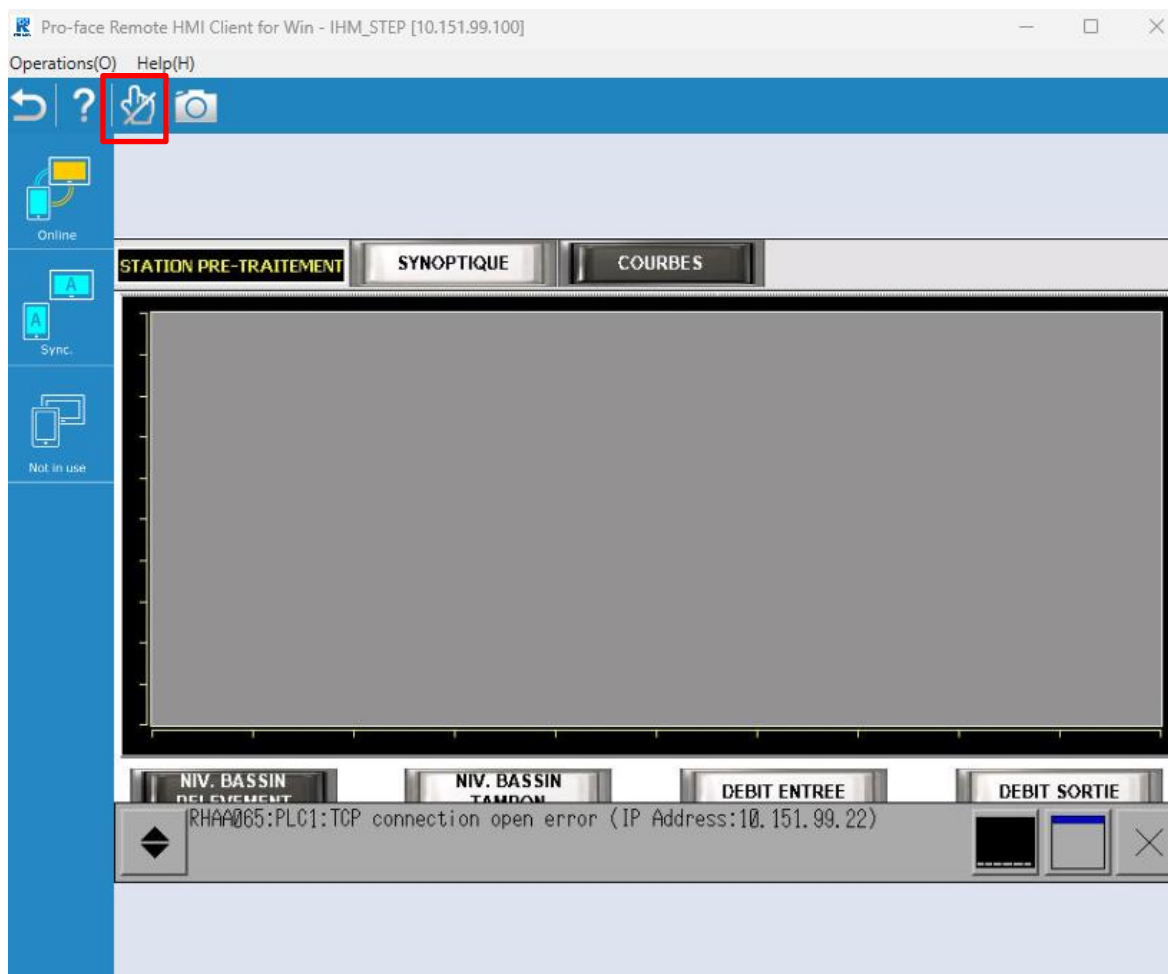 Pro-face Remote HMI Client for Win - IHM_STEP [10.151.99.100]
Operations(O) Help(H)
?
Online
A
A
Sync.
Not in use
STATION PRE-TRAITEMENT SYNOPTIQUE COURBES
NIV. BASSIN
RELEVEMENT
NIV. BASSIN
TAMPON
DEBIT ENTREE
DEBIT SORTIE
RHAA065:PLC1:TCP connection open error (IP Address:10.151.99.22)